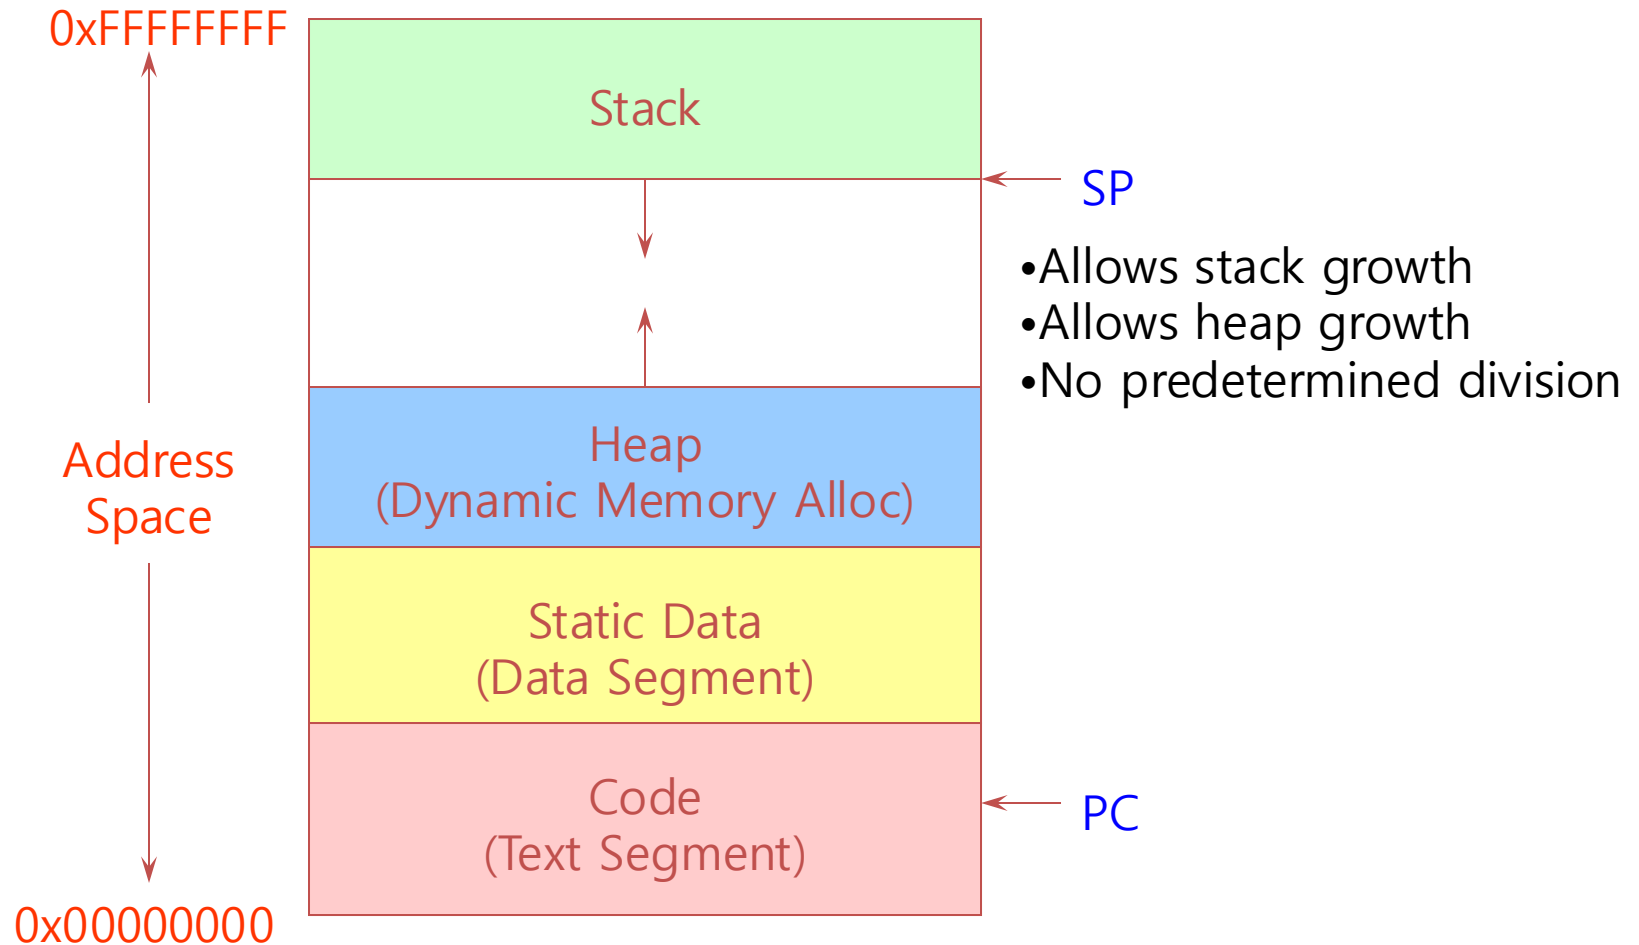 0xFFFFFFFF
Stack
SP
•Allows stack growth
•Allows heap growth
•No predetermined division
Address
Space
Heap
(Dynamic Memory Alloc)
Static Data
(Data Segment)
Code
(Text Segment)
PC
0x00000000